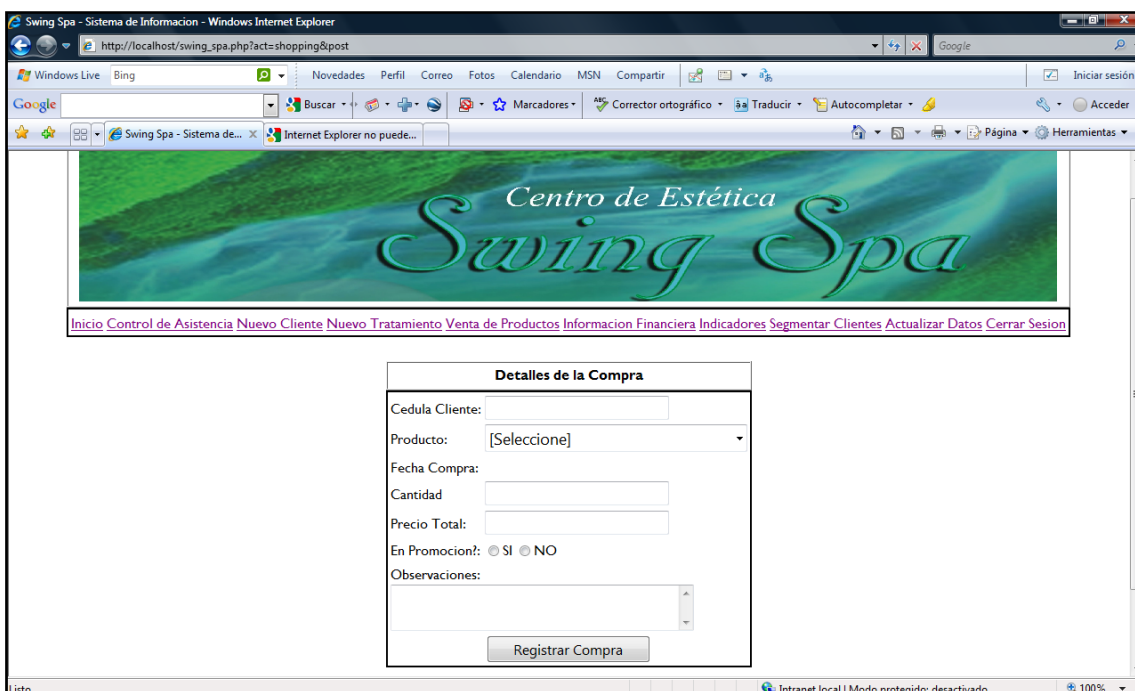 Swing Spa - Sistema de Informacion - Windows Internet Explorer
http://localhost/swing_spa.php?act=shopping&post
Google
Windows Live Bing Novedades Perfil Correo Fotos Calendario MSN Compartir Iniciar sesión
Google Buscar Marcadores Corrector ortográfico Traducir Autocompletar Acceder
Swing Spa - Sistema de... Internet Explorer no puede... Página Herramientas
Centro de Estética
Swing Spa
Inicio Control de Asistencia Nuevo Cliente Nuevo Tratamiento Venta de Productos Informacion Financiera Indicadores Segmentar Clientes Actualizar Datos Cerrar Sesion
Detalles de la Compra
Cedula Cliente:
Producto: [Seleccione]
Fecha Compra:
Cantidad
Precio Total:
En Promocion?: SI NO
Observaciones:
Registrar Compra
Listo Intranet local | Modo protegido: desactivado 100%